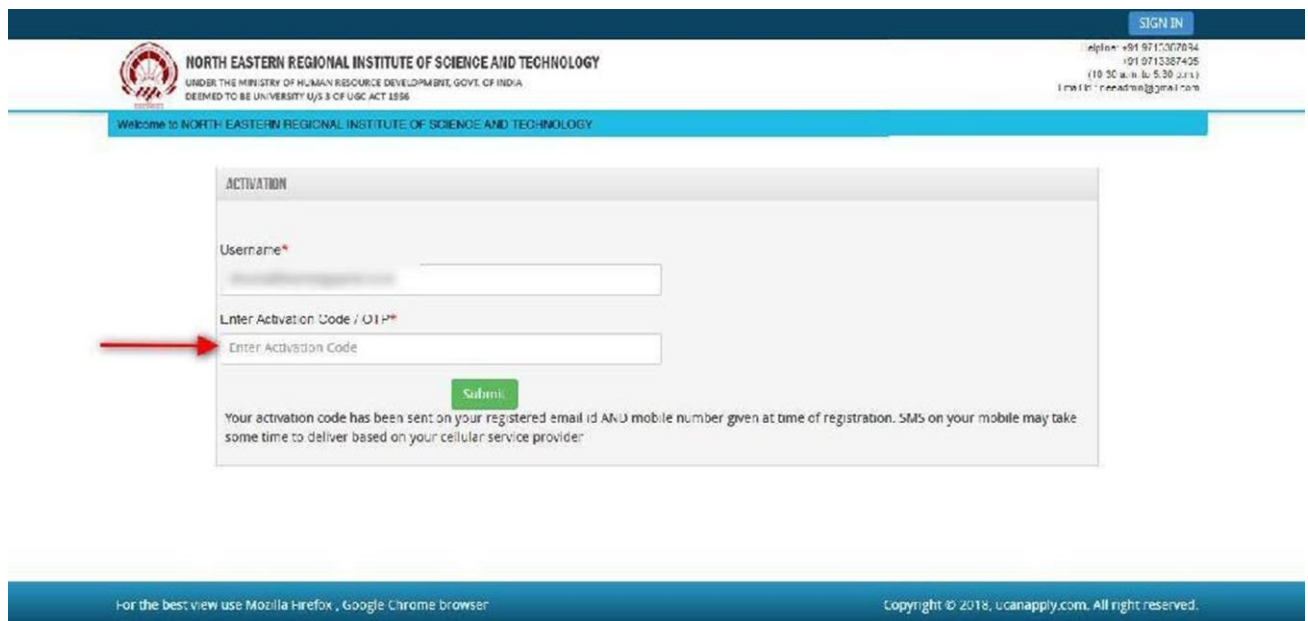 SIGN IN
NORTH EASTERN REGIONAL INSTITUTE OF SCIENCE AND TECHNOLOGY
UNDER THE MINISTRY OF HUMAN RESOURCE DEVELOPMENT, GOVT. OF INDIA
DEEMED TO BE UNIVERSITY U/S 3 OF UGC ACT 1956
(10:30 a.m. to 5:30 p.m.)
Welcome to NORTH EASTERN REGIONAL INSTITUTE OF SCIENCE AND TECHNOLOGY
ACTIVATION
Username*
Enter Activation Code / OTP*
Enter Activation Code
Submit
Your activation code has been sent on your registered email id AND mobile number given at time of registration. SMS on your mobile may take
some time to deliver based on your cellular service provider
For the best view use Mozilla Firefox , Google Chrome browser
Copyright © 2018, ucanapply.com. All right reserved.